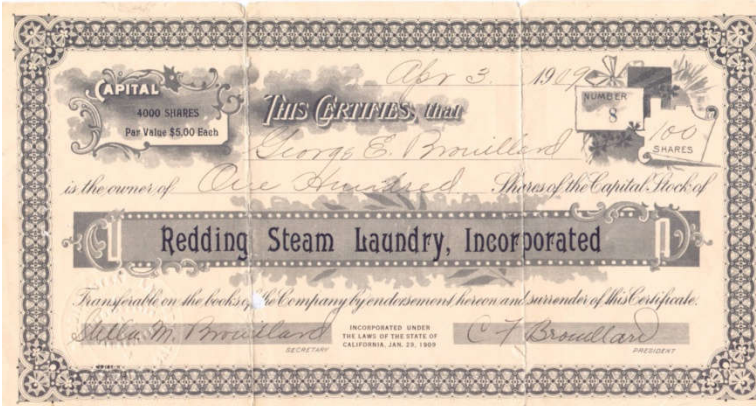 Apr 3. 1909
CAPITAL
4000 SHARES
Par Value $5.00 Each
THIS CERTIFIES, that
NUMBER
8
100
SHARES
George E. Brouillard
is the owner of One Hundred Shares of the Capital Stock of
Redding Steam Laundry, Incorporated
Transferable on the books of the Company by endorsement hereon and surrender of this Certificate.
Stella M. Brouillard
SECRETARY
INCORPORATED UNDER
THE LAWS OF THE STATE OF
CALIFORNIA, JAN. 25, 1909
C F Brouillard
PRESIDENT